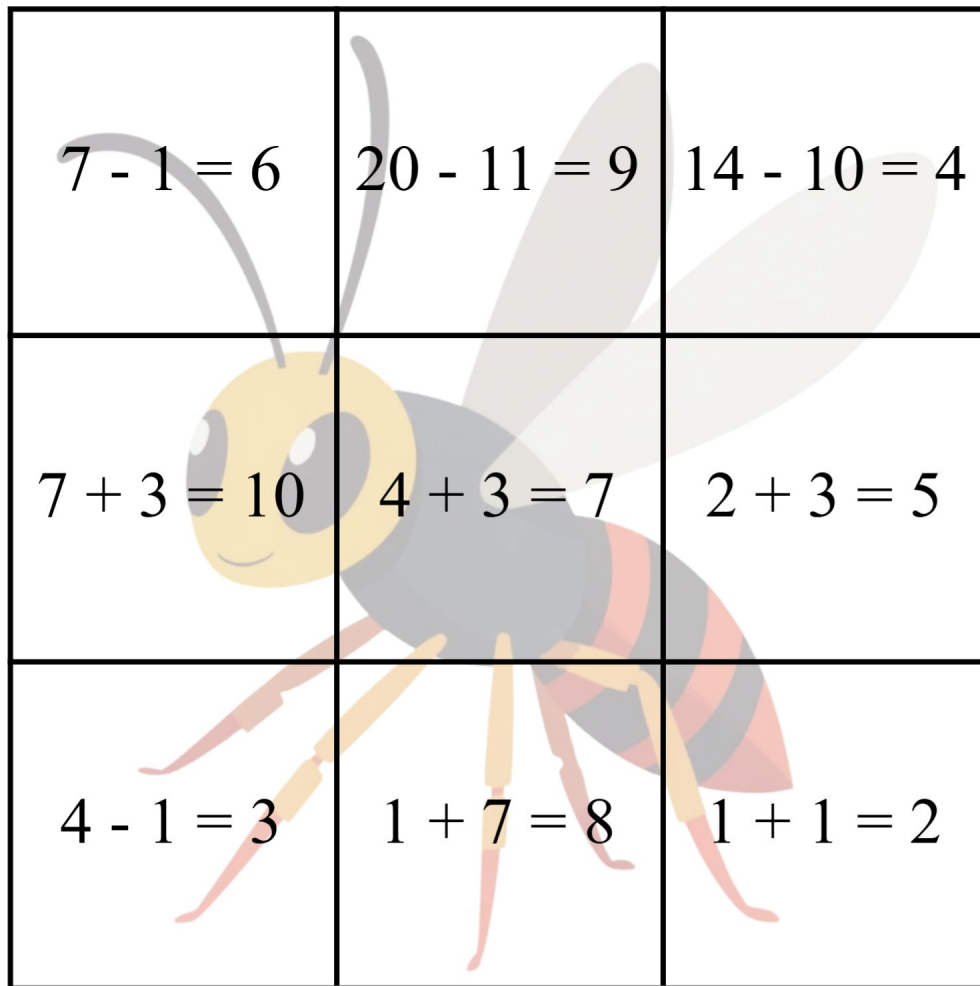 7 - 1 = 6
20 - 11 = 9
14 - 10 = 4
7 + 3 = 10
4 + 3 = 7
2 + 3 = 5
4 - 1 = 3
1 + 7 = 8
1 + 1 = 2